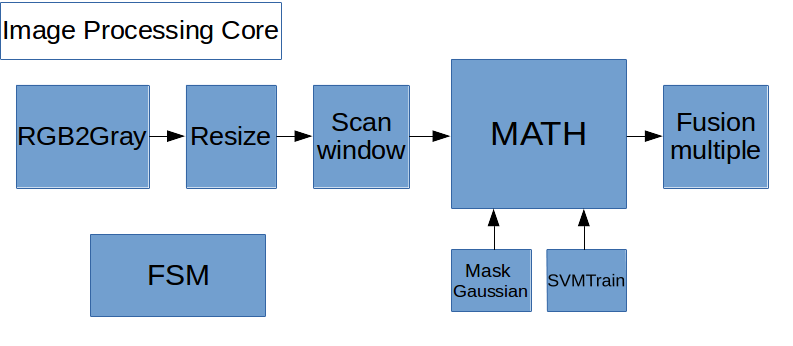 Image Processing Core
RGB2Gray
Resize
Scan
window
MATH
Fusion
multiple
FSM
Mask
Gaussian
SVMTrain